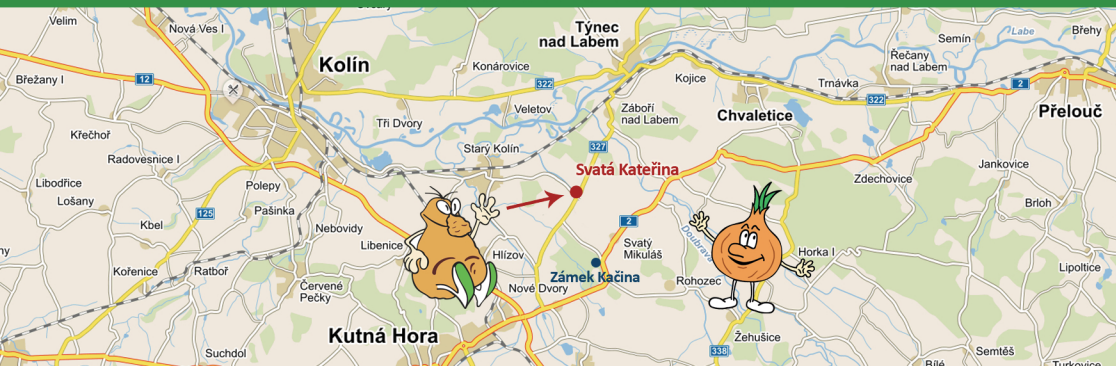 Velim
Nová Ves I
Týnec
nad Labem
Semín
Labe
Břehy
Kolín
Konárovice
Řečany
nad Labem
Břežany I
12
322
Kojice
Trnávka
2
322
Přelouč
Veletov
Záboří
nad Labem
Chvaletice
Tři Dvory
Křečhoř
327
Starý Kolín
Radovesnice I
Svatá Kateřina
Jankovice
Zdechovice
Libodřice
Polepy
Lošany
Brloh
125
Pašinka
2
Kbel
Nebovidy
Doubrava
Libenice
Svatý
Mikuláš
Hlízov
Horka I
Kořenice
Ratboř
Zámek Kačina
Lipoltice
Červené
Pečky
Nové Dvory
Rohozec
Kutná Hora
Žehušice
338
Suchdol
Semtěš
Bílé
Turkovice